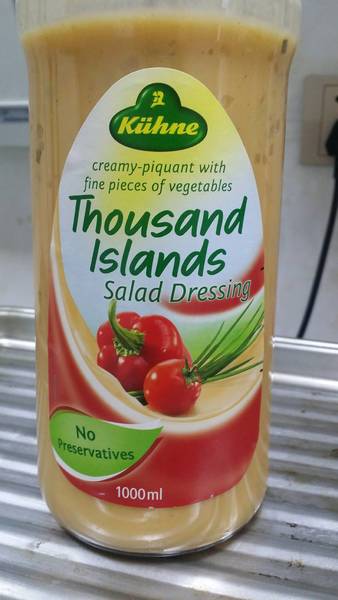 Kühne
creamy-piquant with
fine pieces of vegetables
Thousand
Islands
Salad Dressing
No
Preservatives
1000ml